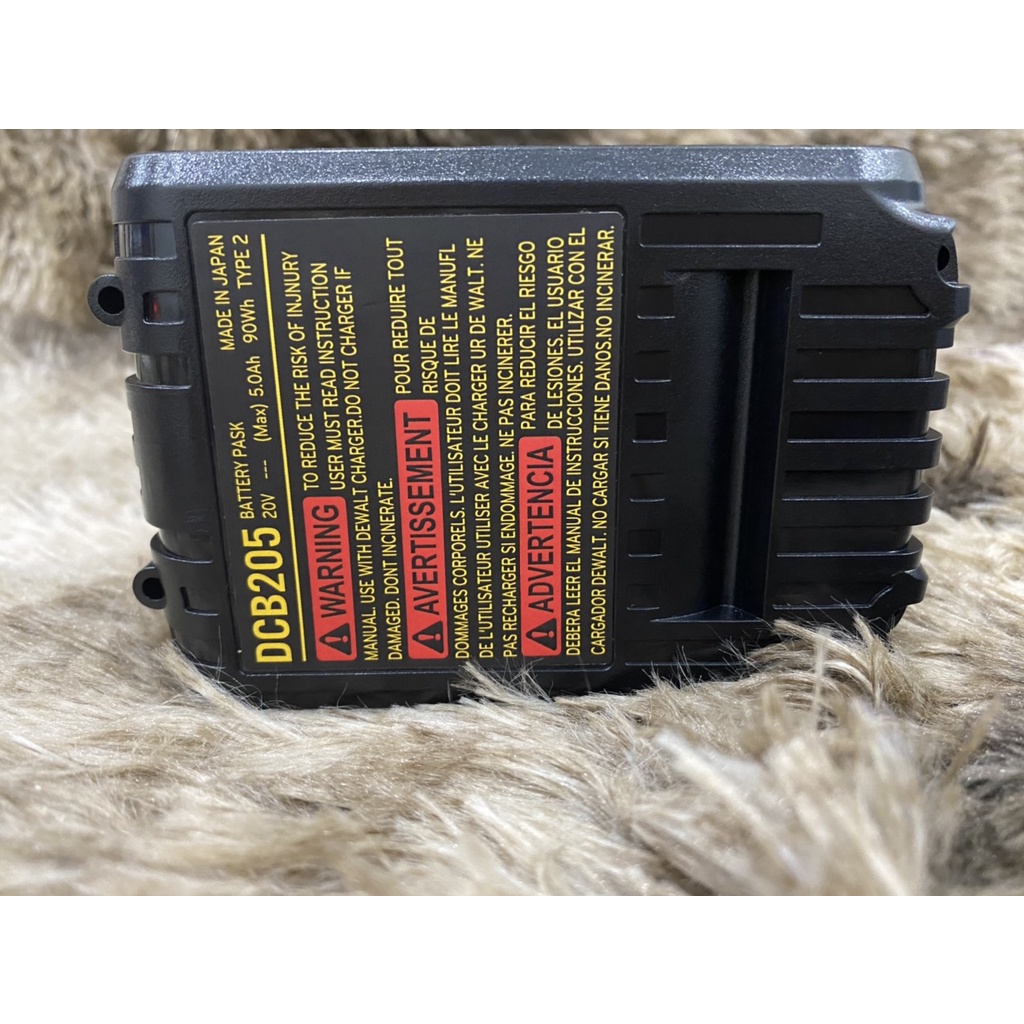 DCB205 BATTERY PASK MADE IN JAPAN
20V --- (Max) 5.0Ah 90Wh TYPE 2
WARNING TO REDUCE THE RISK OF INJNURY
USER MUST READ INSTRUCTION
MANUAL. USE WITH DEWALT CHARGER.DO NOT CHARGER IF
DAMAGED. DONT INCINERATE.
AVERTISSEMENT POUR REDUIRE TOUT
RISQUE DE
DOMMAGES CORPORELS. L'UTILISATEUR DOIT LIRE LE MANUFL
DE L'UTILISATEUR UTILISER AVEC LE CHARGER UR DE WALT. NE
PAS RECHARGER SI ENDOMMAGE. NE PAS INCINERER.
ADVERTENCIA PARA REDUCIR EL RIESGO
DE LESIONES. EL USUARIO
DEBERA LEER EL MANUAL DE INSTRUCCIONES. UTILIZAR CON EL
CARGADOR DEWALT. NO CARGAR SI TIENE DANOS.NO INCINERAR.